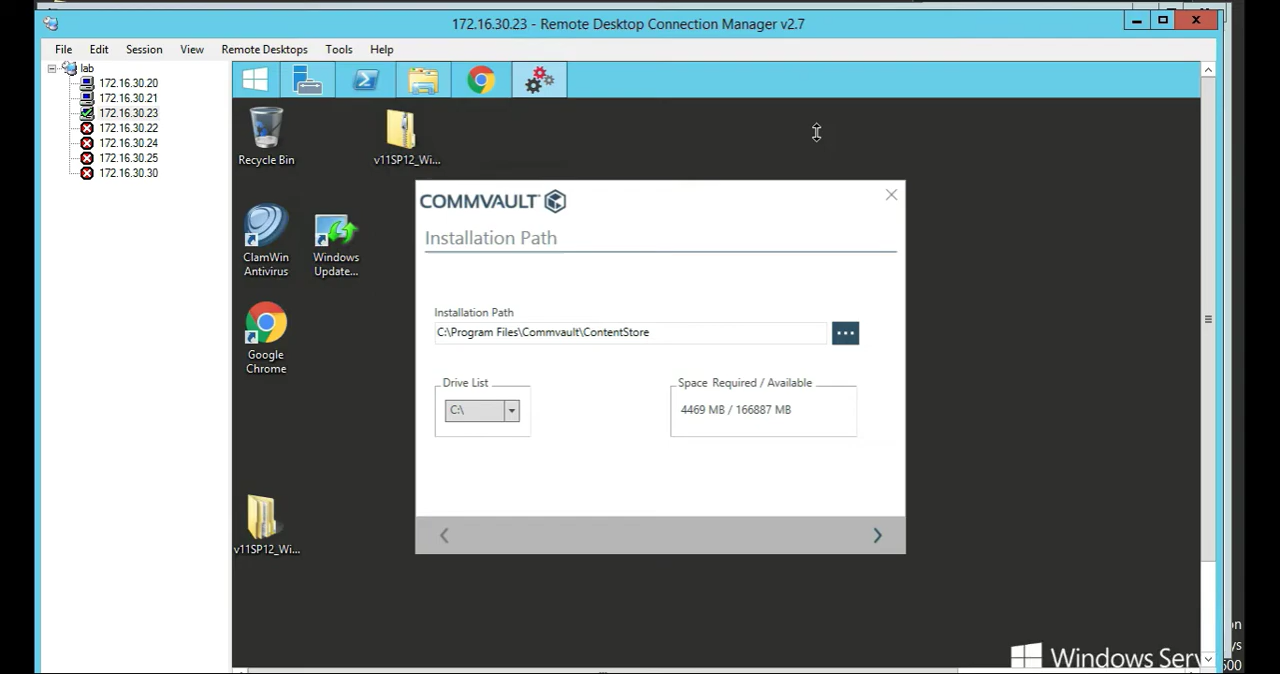 172.16.30.23 - Remote Desktop Connection Manager v2.7
File Edit Session View Remote Desktops Tools Help
lab
172.16.30.20
172.16.30.21
172.16.30.23
172.16.30.22
172.16.30.24
172.16.30.25
172.16.30.30
Recycle Bin
v11SP12_Wi...
ClamWin
Antivirus
Windows
Update...
Google
Chrome
v11SP12_Wi...
COMMVAULT
Installation Path
Installation Path
C:\Program Files\Commvault\ContentStore
...
Drive List
C:\
Space Required / Available
4469 MB / 166887 MB
Windows Serv
on
ys
500